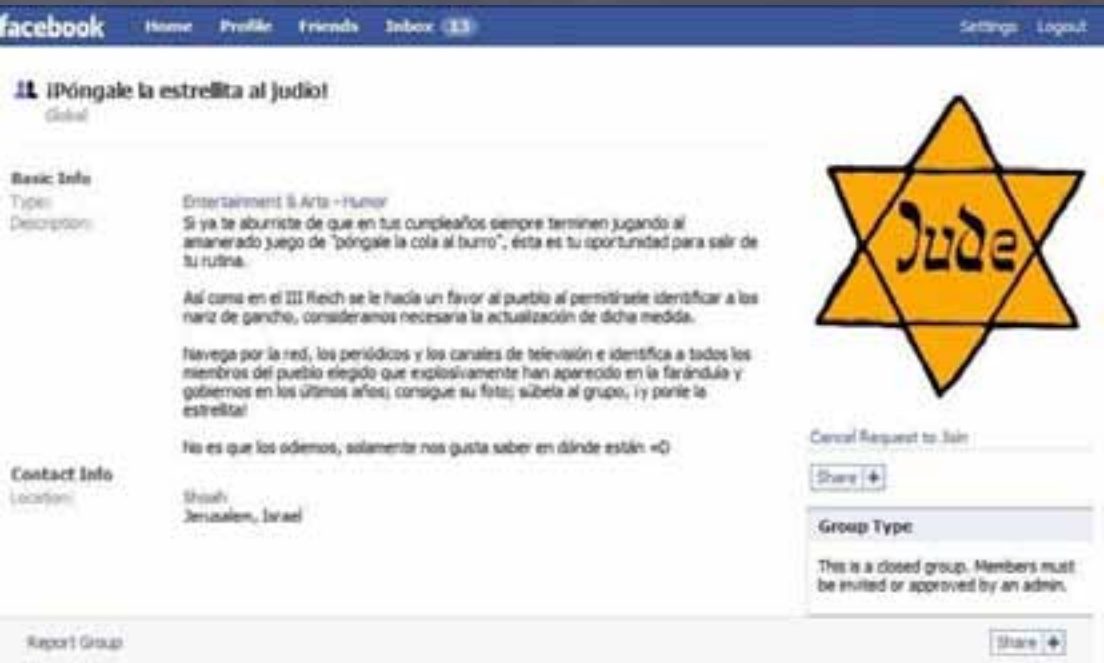 facebook Home Profile Friends Inbox (13) Settings Logout
¡Póngale la estrellita al judío!
Global
Basic Info
Type: Entertainment & Arts - Humor
Description: Si ya te aburriste de que en tus cumpleaños siempre terminen jugando al
amanerado juego de "póngale la cola al burro", ésta es tu oportunidad para salir de
tu rutina.
Así como en el III Reich se le hacía un favor al pueblo al permitírsele identificar a los
nariz de gancho, consideramos necesaria la actualización de dicha medida.
Navega por la red, los periódicos y los canales de televisión e identifica a todos los
miembros del pueblo elegido que explosivamente han aparecido en la farándula y
gobiernos en los últimos años; consigue su foto; súbela al grupo, ¡y ponle la
estrellita!
No es que los odiemos, solamente nos gusta saber en dónde están =D
Contact Info
Location: Shoah
Jerusalem, Israel
Jude
Cancel Request to Join
Share +
Group Type
This is a closed group. Members must
be invited or approved by an admin.
Report Group
Share +